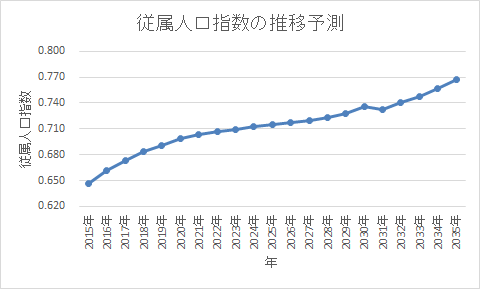 従属人口指数の推移予測
従属人口指数
0.800
0.770
0.740
0.710
0.680
0.650
0.620
2015年
2016年
2017年
2018年
2019年
2020年
2021年
2022年
2023年
2024年
2025年
2026年
2027年
2028年
2029年
2030年
2031年
2032年
2033年
2034年
2035年
年